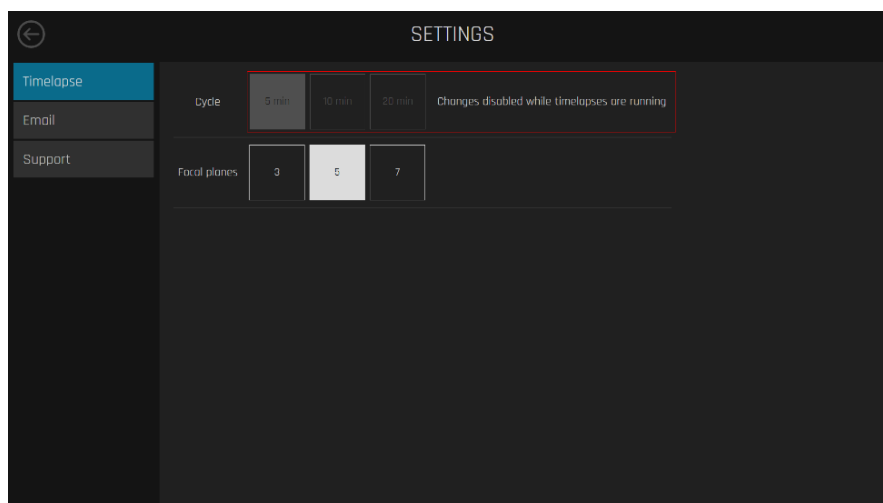 SETTINGS
Timelapse
Email
Support
Cycle 5 min 10 min 20 min Changes disabled while timelapses are running
Focal planes 3 5 7